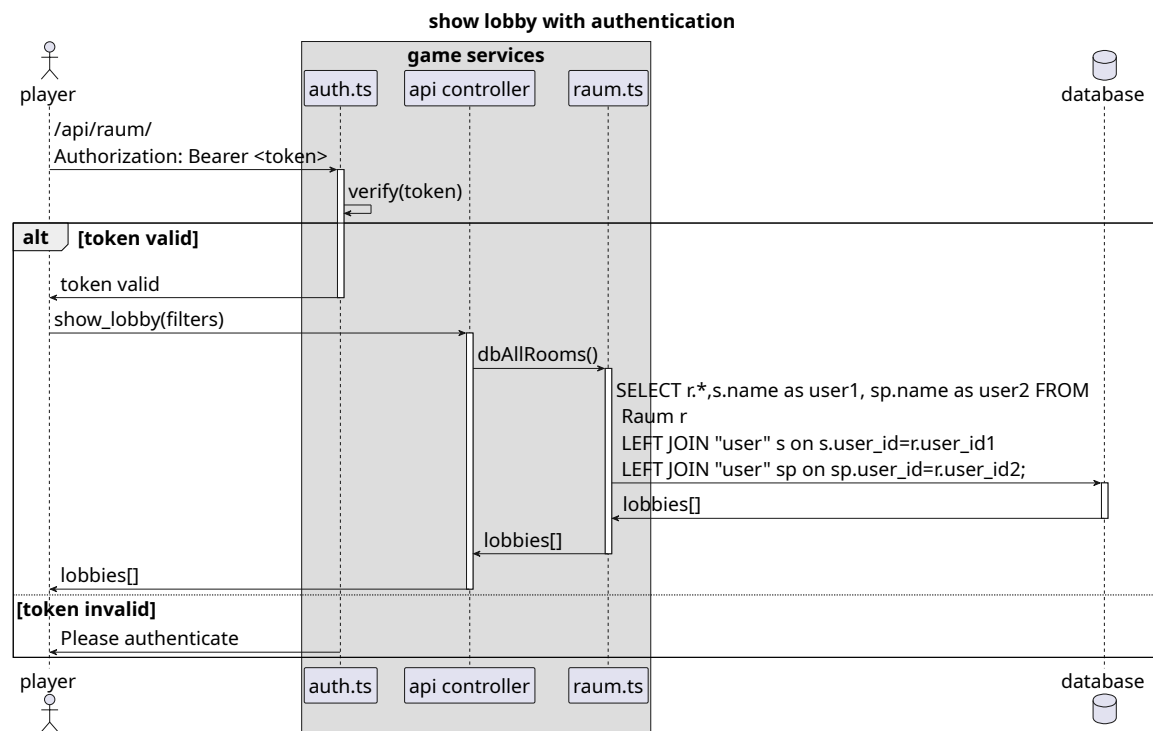 show lobby with authentication
game services
player
auth.ts
api controller
raum.ts
database
/api/raum/
Authorization: Bearer <token>
verify(token)
alt [token valid]
token valid
show_lobby(filters)
dbAllRooms()
SELECT r.*,s.name as user1, sp.name as user2 FROM
Raum r
LEFT JOIN "user" s on s.user_id=r.user_id1
LEFT JOIN "user" sp on sp.user_id=r.user_id2;
lobbies[]
lobbies[]
lobbies[]
[token invalid]
Please authenticate
player
auth.ts
api controller
raum.ts
database